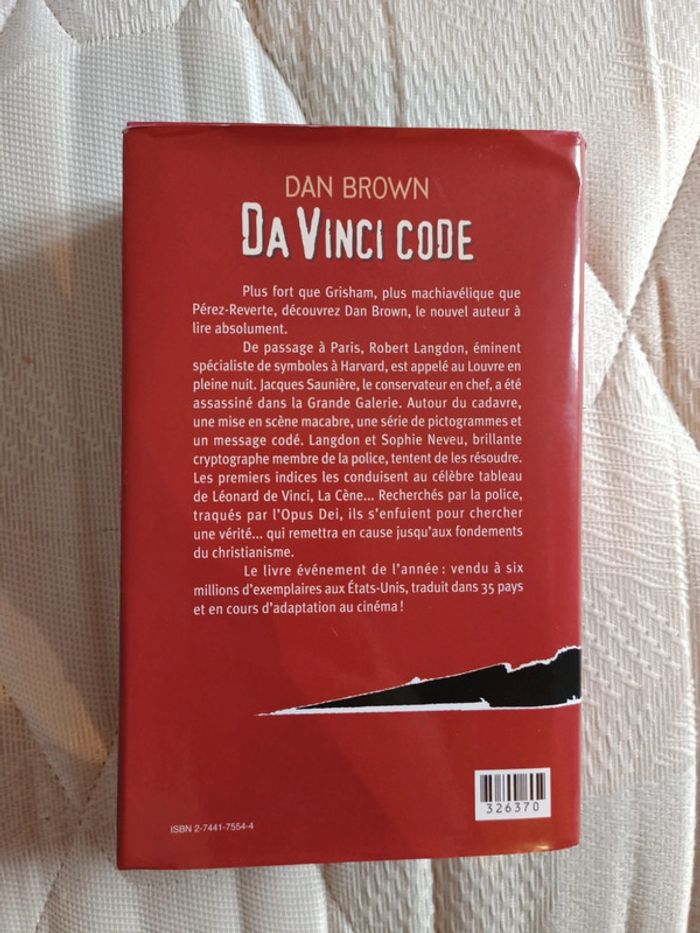 DAN BROWN
DA VINCI CODE
Plus fort que Grisham, plus machiavélique que
Pérez-Reverte, découvrez Dan Brown, le nouvel auteur à
lire absolument.
De passage à Paris, Robert Langdon, éminent
spécialiste de symboles à Harvard, est appelé au Louvre en
pleine nuit. Jacques Saunière, le conservateur en chef, a été
assassiné dans la Grande Galerie. Autour du cadavre,
une mise en scène macabre, une série de pictogrammes et
un message codé. Langdon et Sophie Neveu, brillante
cryptographe membre de la police, tentent de les résoudre.
Les premiers indices les conduisent au célèbre tableau
de Léonard de Vinci, La Cène... Recherchés par la police,
traqués par l'Opus Dei, ils s'enfuient pour chercher
une vérité... qui remettra en cause jusqu'aux fondements
du christianisme.
Le livre événement de l'année : vendu à six
millions d'exemplaires aux États-Unis, traduit dans 35 pays
et en cours d'adaptation au cinéma !
326370
ISBN 2-7441-7554-4